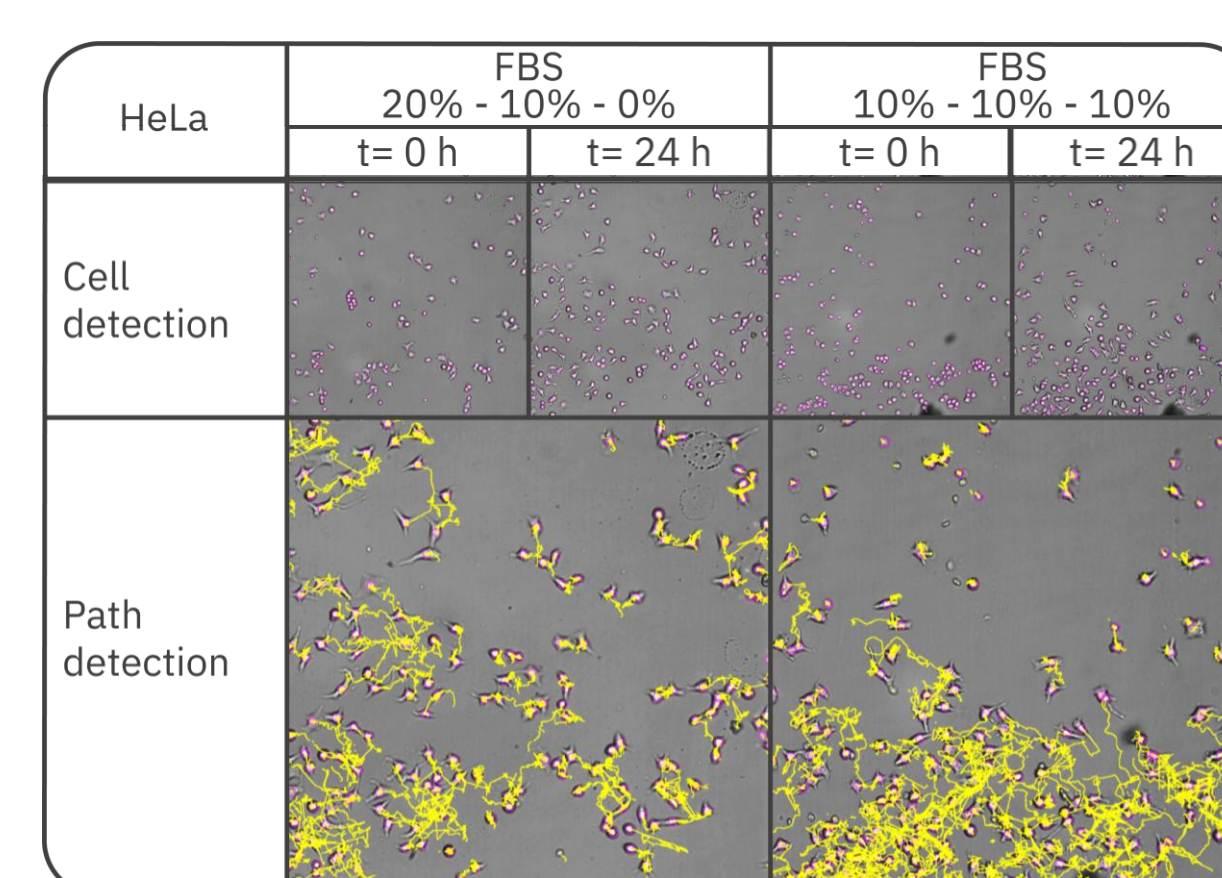 HeLa
FBS
20% - 10% - 0%
FBS
10% - 10% - 10%
t= 0 h
t= 24 h
t= 0 h
t= 24 h
Cell
detection
Path
detection